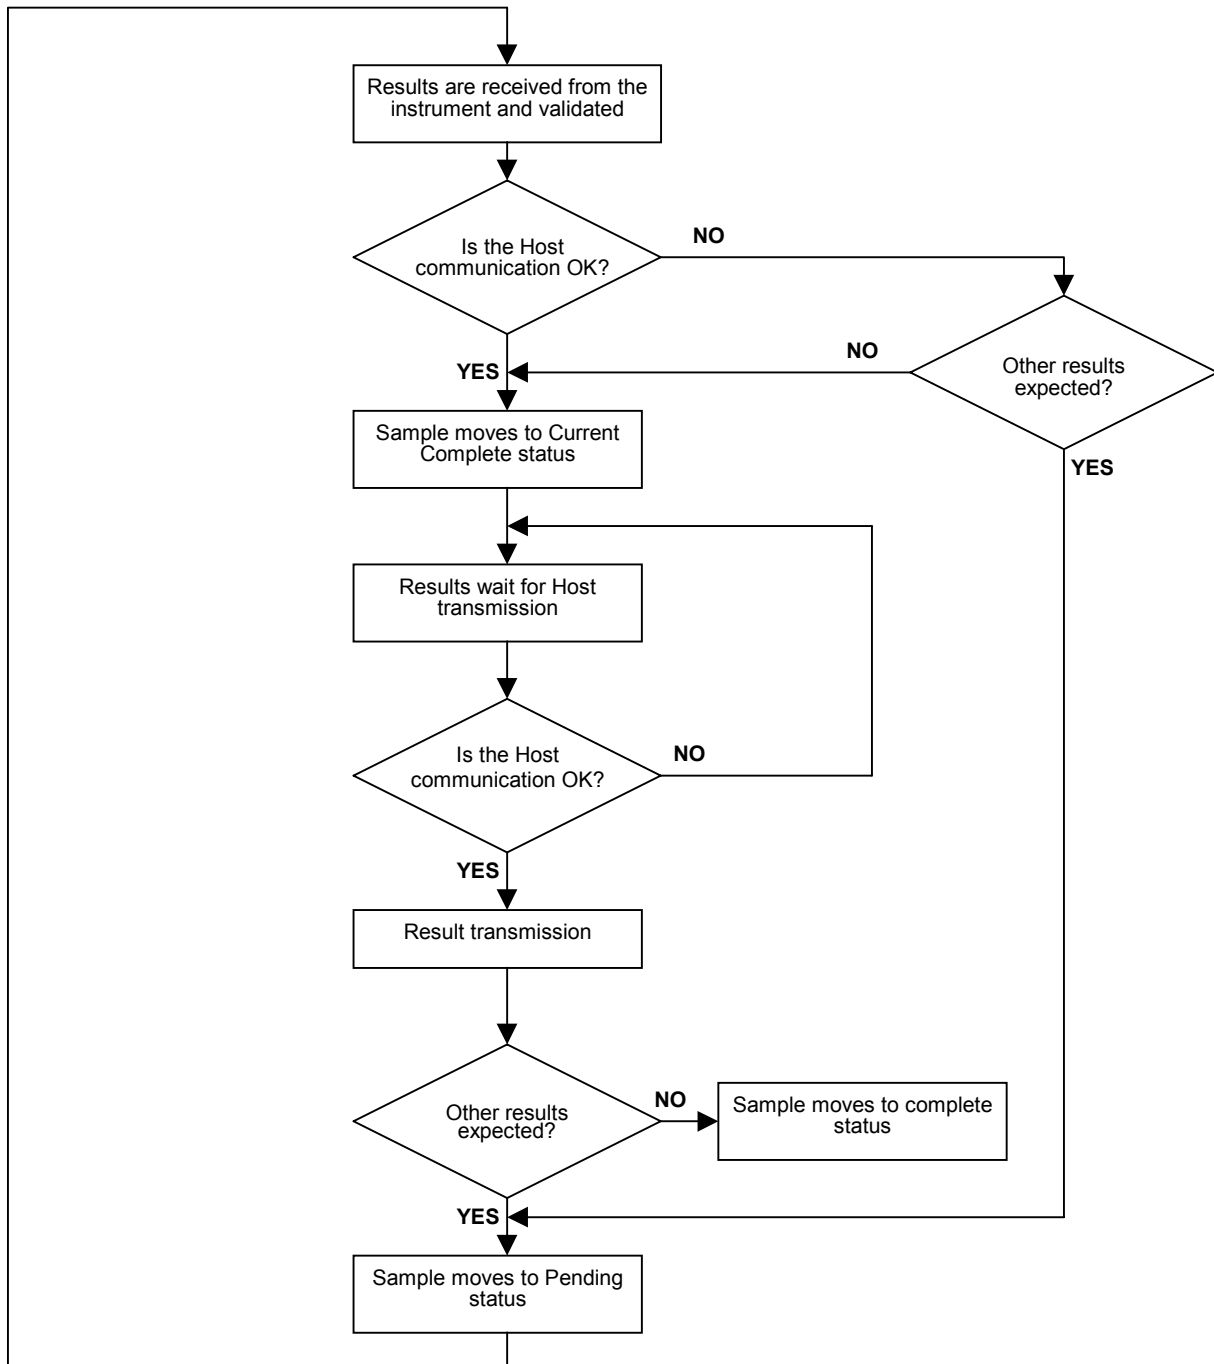 Results are received from the
instrument and validated
Is the Host
communication OK?
NO
Other results
expected?
NO
YES
YES
Sample moves to Current
Complete status
Results wait for Host
transmission
Is the Host
communication OK?
NO
YES
Result transmission
Other results
expected?
NO
Sample moves to complete
status
YES
Sample moves to Pending
status